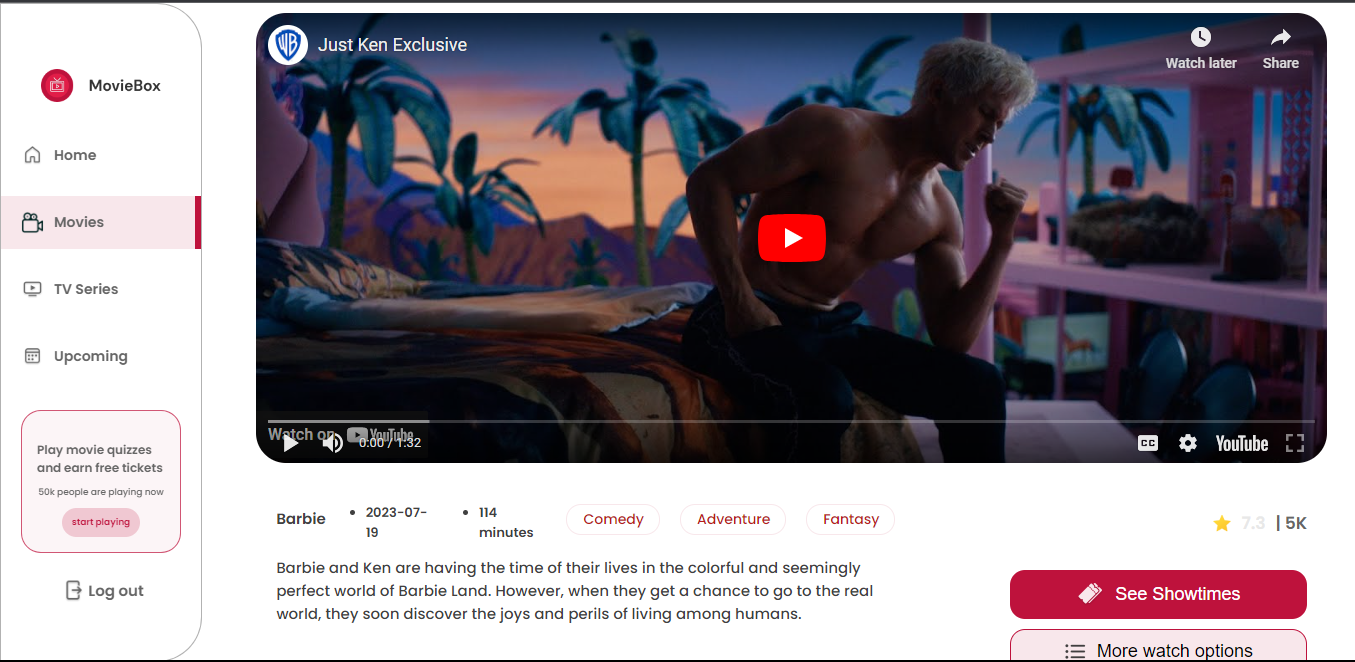 MovieBox
Home
Movies
TV Series
Upcoming
Play movie quizzes
and earn free tickets
50k people are playing now
start playing
Log out
WB
Just Ken Exclusive
Watch later
Share
Watch on YouTube
0:00 / 1:32
CC
YouTube
Barbie
• 2023-07-
19
• 114
minutes
Comedy
Adventure
Fantasy
7.3 | 5K
Barbie and Ken are having the time of their lives in the colorful and seemingly
perfect world of Barbie Land. However, when they get a chance to go to the real
world, they soon discover the joys and perils of living among humans.
See Showtimes
More watch options